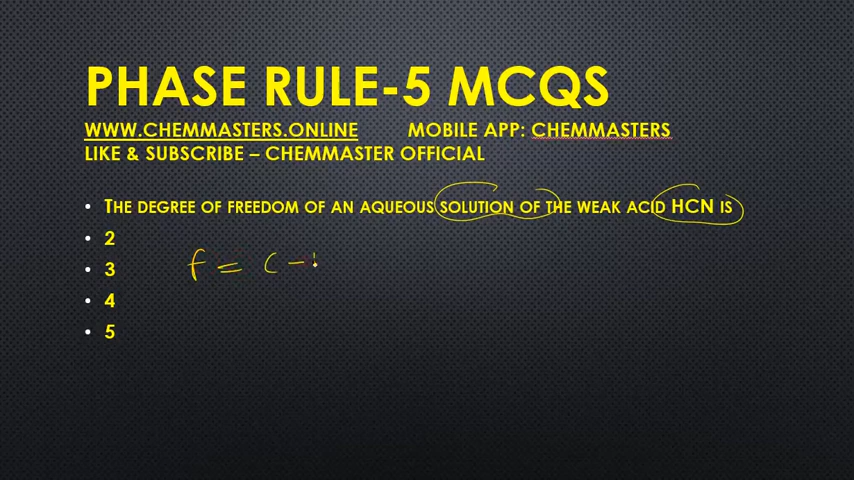 PHASE RULE-5 MCQS
WWW.CHEMMASTERS.ONLINE MOBILE APP: CHEMMASTERS
LIKE & SUBSCRIBE – CHEMMASTER OFFICIAL
• THE DEGREE OF FREEDOM OF AN AQUEOUS SOLUTION OF THE WEAK ACID HCN IS
• 2
• 3
• 4
• 5
f = C -